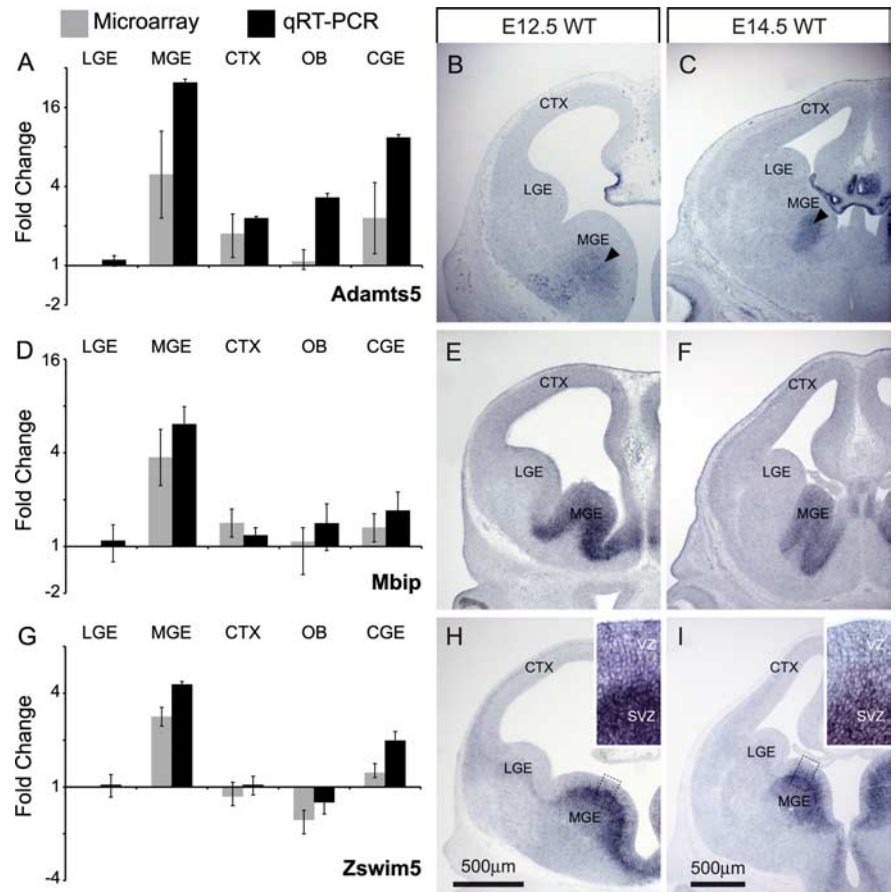 Microarray qRT-PCR E12.5 WT E14.5 WT
A LGE MGE CTX OB CGE
Fold Change
16
4
1
-2
Adamts5
B CTX LGE MGE
C CTX LGE MGE
D LGE MGE CTX OB CGE
Fold Change
16
4
1
-2
Mbip
E CTX LGE MGE
F CTX LGE MGE
G LGE MGE CTX OB CGE
Fold Change
4
1
-4
Zswim5
H CTX LGE MGE VZ SVZ
500μm
I CTX LGE MGE VZ SVZ
500μm